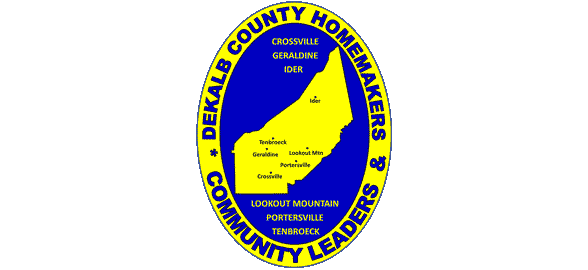 * DEKALB COUNTY HOMEMAKERS &
COMMUNITY LEADERS
CROSSVILLE
GERALDINE
IDER
Ider
Tenbroeck
Geraldine
Lookout Mtn
Portersville
Crossville
LOOKOUT MOUNTAIN
PORTERSVILLE
TENBROECK